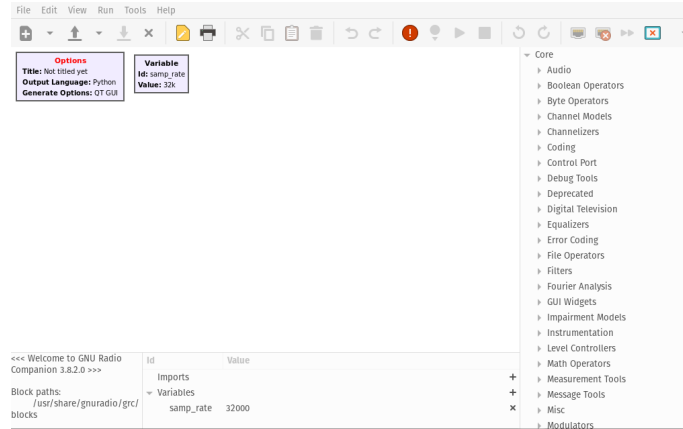 File Edit View Run Tools Help
Options
Title: Not titled yet
Output Language: Python
Generate Options: QT GUI
Variable
Id: samp_rate
Value: 32k
Core
Audio
Boolean Operators
Byte Operators
Channel Models
Channelizers
Coding
Control Port
Debug Tools
Deprecated
Digital Television
Equalizers
Error Coding
File Operators
Filters
Fourier Analysis
GUI Widgets
Impairment Models
Instrumentation
Level Controllers
Math Operators
Measurement Tools
Message Tools
Misc
Modulators
<<< Welcome to GNU Radio
Companion 3.8.2.0 >>>
Block paths:
/usr/share/gnuradio/grc/
blocks
Id Value
Imports
Variables
samp_rate 32000